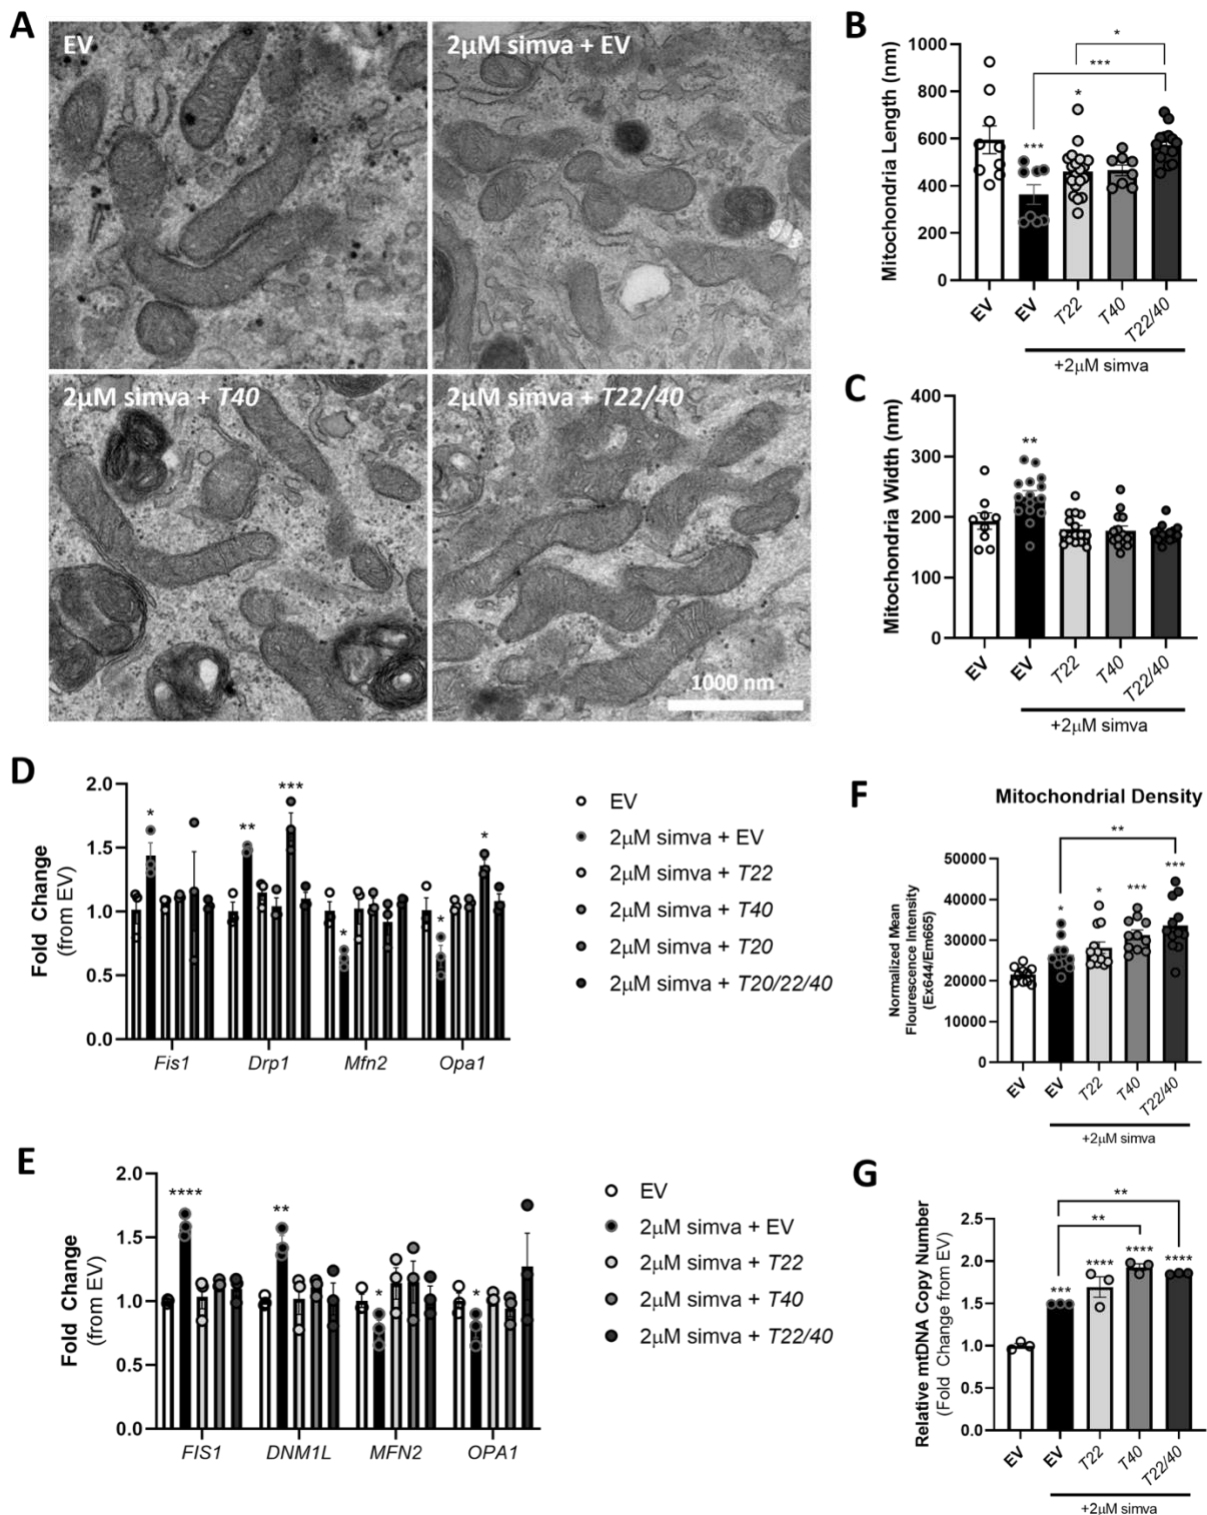 A
EV
2µM simva + EV
2µM simva + T40
2µM simva + T22/40
1000 nm
B
Mitochondria Length (nm)
1000
800
600
400
200
0
*
***
***
*
EV
EV
T22
T40
T22/40
+2µM simva
C
Mitochondria Width (nm)
400
300
200
100
0
**
EV
EV
T22
T40
T22/40
+2µM simva
D
Fold Change
(from EV)
2.0
1.5
1.0
0.5
0.0
*
**
***
*
*
*
Fis1
Drp1
Mfn2
Opa1
EV
2µM simva + EV
2µM simva + T22
2µM simva + T40
2µM simva + T20
2µM simva + T20/22/40
E
Fold Change
(from EV)
2.0
1.5
1.0
0.5
0.0
****
**
*
*
FIS1
DNM1L
MFN2
OPA1
EV
2µM simva + EV
2µM simva + T22
2µM simva + T40
2µM simva + T22/40
F
Mitochondrial Density
Normalized Mean
Flourescence Intensity
(Ex644/Em665)
50000
40000
30000
20000
10000
0
**
*
*
***
***
EV
EV
T22
T40
T22/40
+2µM simva
G
Relative mtDNA Copy Number
(Fold Change from EV)
2.5
2.0
1.5
1.0
0.5
0.0
**
**
***
****
****
****
EV
EV
T22
T40
T22/40
+2µM simva